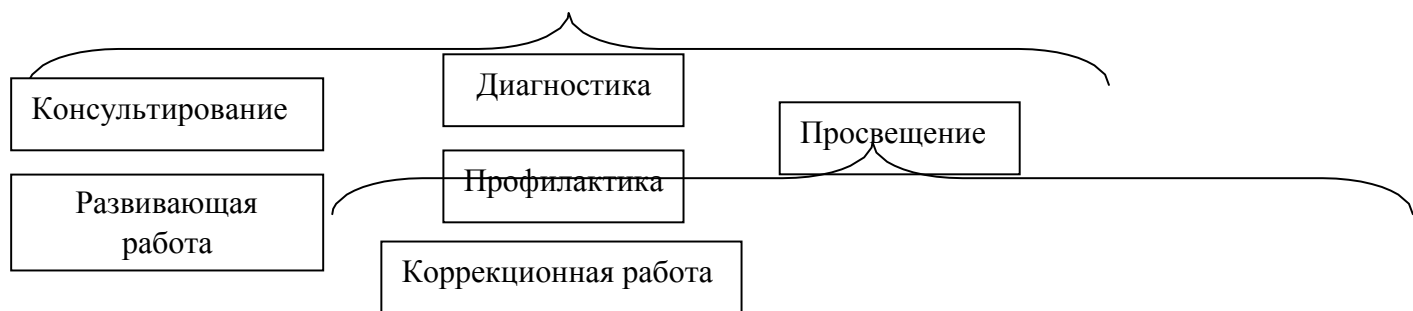 Диагностика
Консультирование
Просвещение
Профилактика
Развивающая
работа
Коррекционная работа